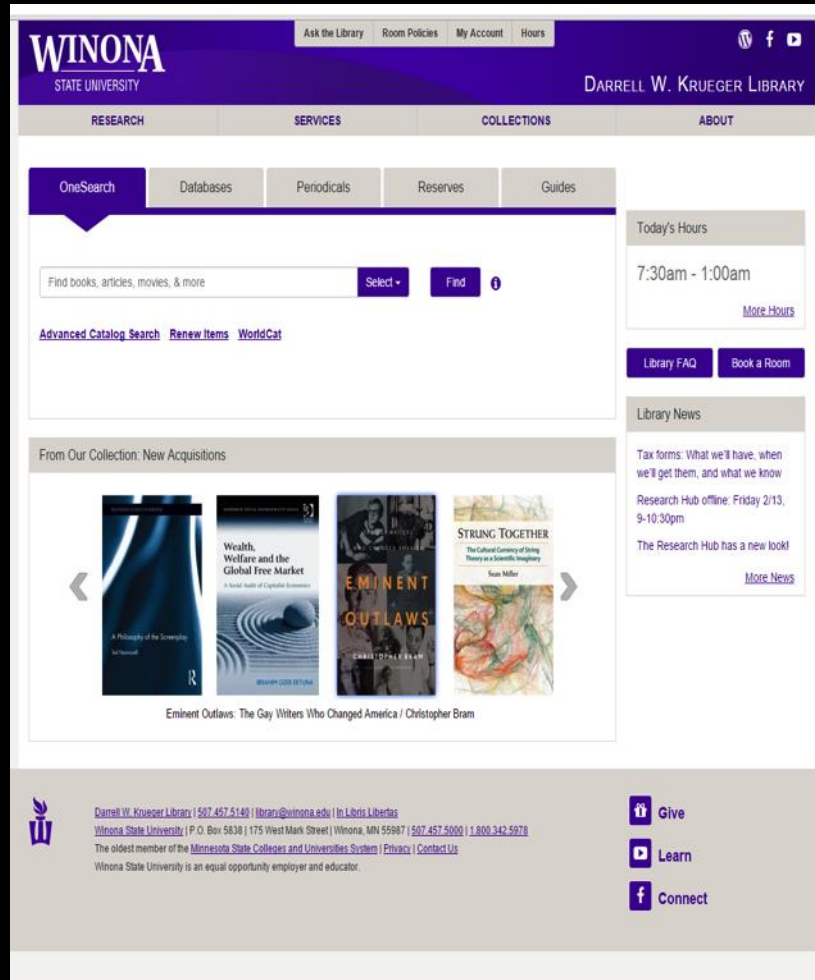 Ask the Library Room Policies My Account Hours
WINONA
STATE UNIVERSITY
DARRELL W. KRUEGER LIBRARY
RESEARCH SERVICES COLLECTIONS ABOUT
OneSearch Databases Periodicals Reserves Guides
Find books, articles, movies, & more Select Find
Advanced Catalog Search Renew Items WorldCat
Today's Hours
7:30am - 1:00am
More Hours
Library FAQ Book a Room
Library News
Tax forms: What we'll have, when
we'll get them, and what we know
Research Hub offline: Friday 2/13,
9-10:30pm
The Research Hub has a new look!
More News
From Our Collection: New Acquisitions
A Philosophy of the Screenplay
Wealth,
Welfare and the
Global Free Market
A Social Audit of Capitalist Economics
EMINENT
OUTLAWS
CHRISTOPHER BRAM
STRUNG TOGETHER
The Cultural Currency of String
Theory as a Scientific Imaginary
Sean Miller
Eminent Outlaws: The Gay Writers Who Changed America / Christopher Bram
Darrell W. Krueger Library | 507.457.5140 | library@winona.edu | In Libris Libertas
Winona State University | P.O. Box 5838 | 175 West Mark Street | Winona, MN 55987 | 507.457.5000 | 1.800.342.5978
The oldest member of the Minnesota State Colleges and Universities System | Privacy | Contact Us
Winona State University is an equal opportunity employer and educator.
Give
Learn
Connect